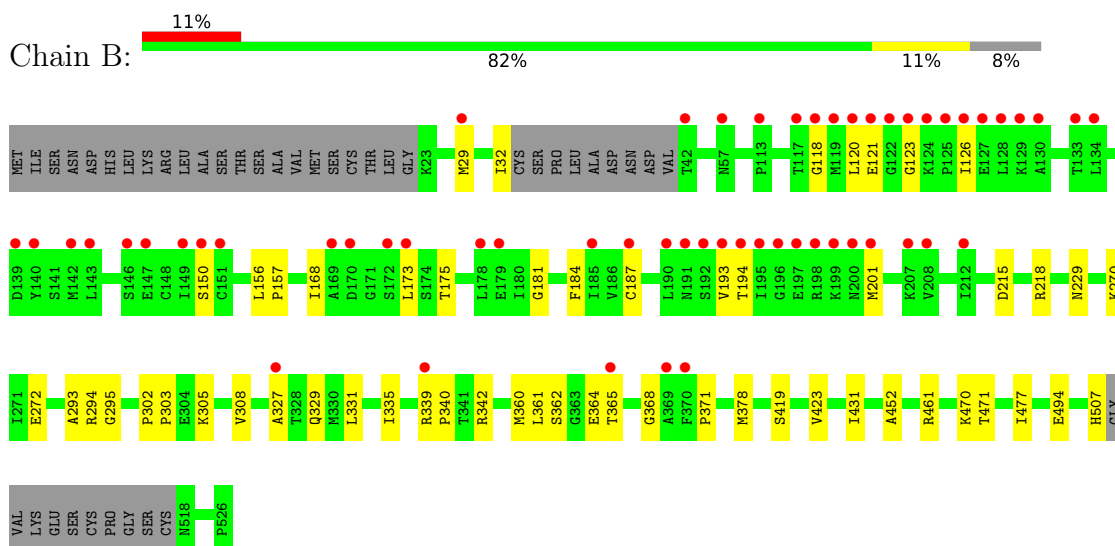 11%
Chain B:
82% 11% 8%
MET ILE SER ASN ASP HIS LEU LYS ARG LEU ALA SER THR SER ALA VAL MET SER CYS THR LEU GLY K23 M29 I32 CYS SER PRO LEU ALA ASP ASN ASP VAL T42 N57 P113 T117 G118 M119 L120 E121 G122 G123 K124 P125 I126 E127 L128 K129 A130 T133 L134
D139 Y140 S141 M142 L143 S146 E147 C148 I149 S150 C151 L156 P157 I168 A169 D170 G171 S172 L173 S174 T175 L178 E179 I180 G181 F184 I185 V186 C187 L190 N191 S192 V193 T194 I195 G196 E197 R198 K199 N200 M201 K207 V208 I212 D215 R218 N229 K270
I271 E272 A293 R294 G295 P302 P303 E304 K305 V308 A327 T328 Q329 M330 L331 I335 R339 P340 T341 R342 M360 L361 S362 G363 E364 T365 G368 A369 F370 P371 M378 S419 V423 I431 A452 R461 K470 T471 I477 E494 H507 GLY
VAL LYS GLU SER CYS PRO GLY SER CYS N518 P526